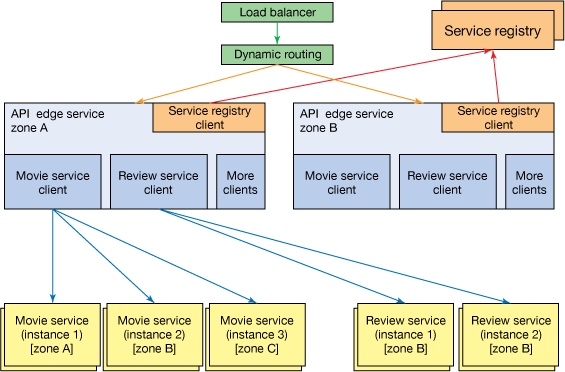 Load balancer
Service registry
Dynamic routing
API edge service
zone A
Service registry
client
API edge service
zone B
Service registry
client
Movie service
client
Review service
client
More
clients
Movie service
client
Review service
client
More
clients
Movie service
(instance 1)
[zone A]
Movie service
(instance 2)
[zone B]
Movie service
(instance 3)
[zone C]
Review service
(instance 1)
[zone B]
Review service
(instance 2)
[zone B]